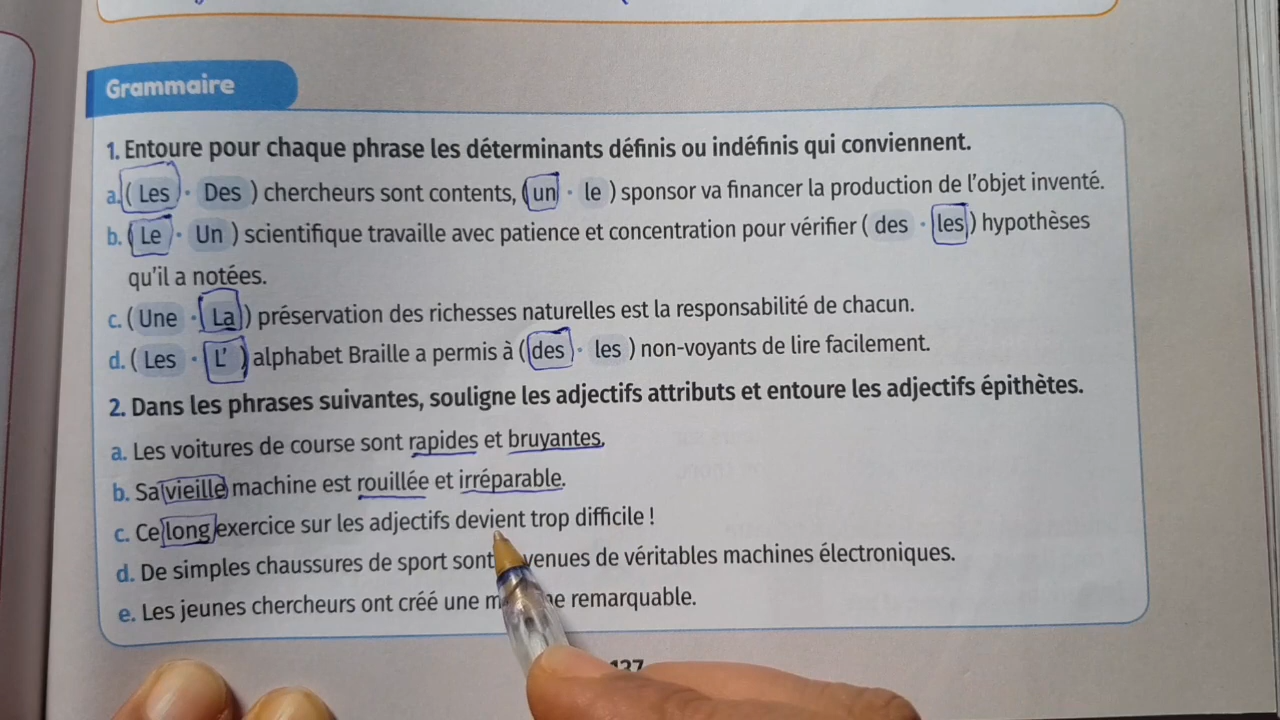 Grammaire
1. Entoure pour chaque phrase les déterminants définis ou indéfinis qui conviennent.
a. ( Les · Des ) chercheurs sont contents, ( un · le ) sponsor va financer la production de l'objet inventé.
b. ( Le · Un ) scientifique travaille avec patience et concentration pour vérifier ( des · les ) hypothèses
qu'il a notées.
c. ( Une · La ) préservation des richesses naturelles est la responsabilité de chacun.
d. ( Les · L' ) alphabet Braille a permis à ( des · les ) non-voyants de lire facilement.
2. Dans les phrases suivantes, souligne les adjectifs attributs et entoure les adjectifs épithètes.
a. Les voitures de course sont rapides et bruyantes.
b. Sa vieille machine est rouillée et irréparable.
c. Ce long exercice sur les adjectifs devient trop difficile !
d. De simples chaussures de sport sont venues de véritables machines électroniques.
e. Les jeunes chercheurs ont créé une remarquable.
137